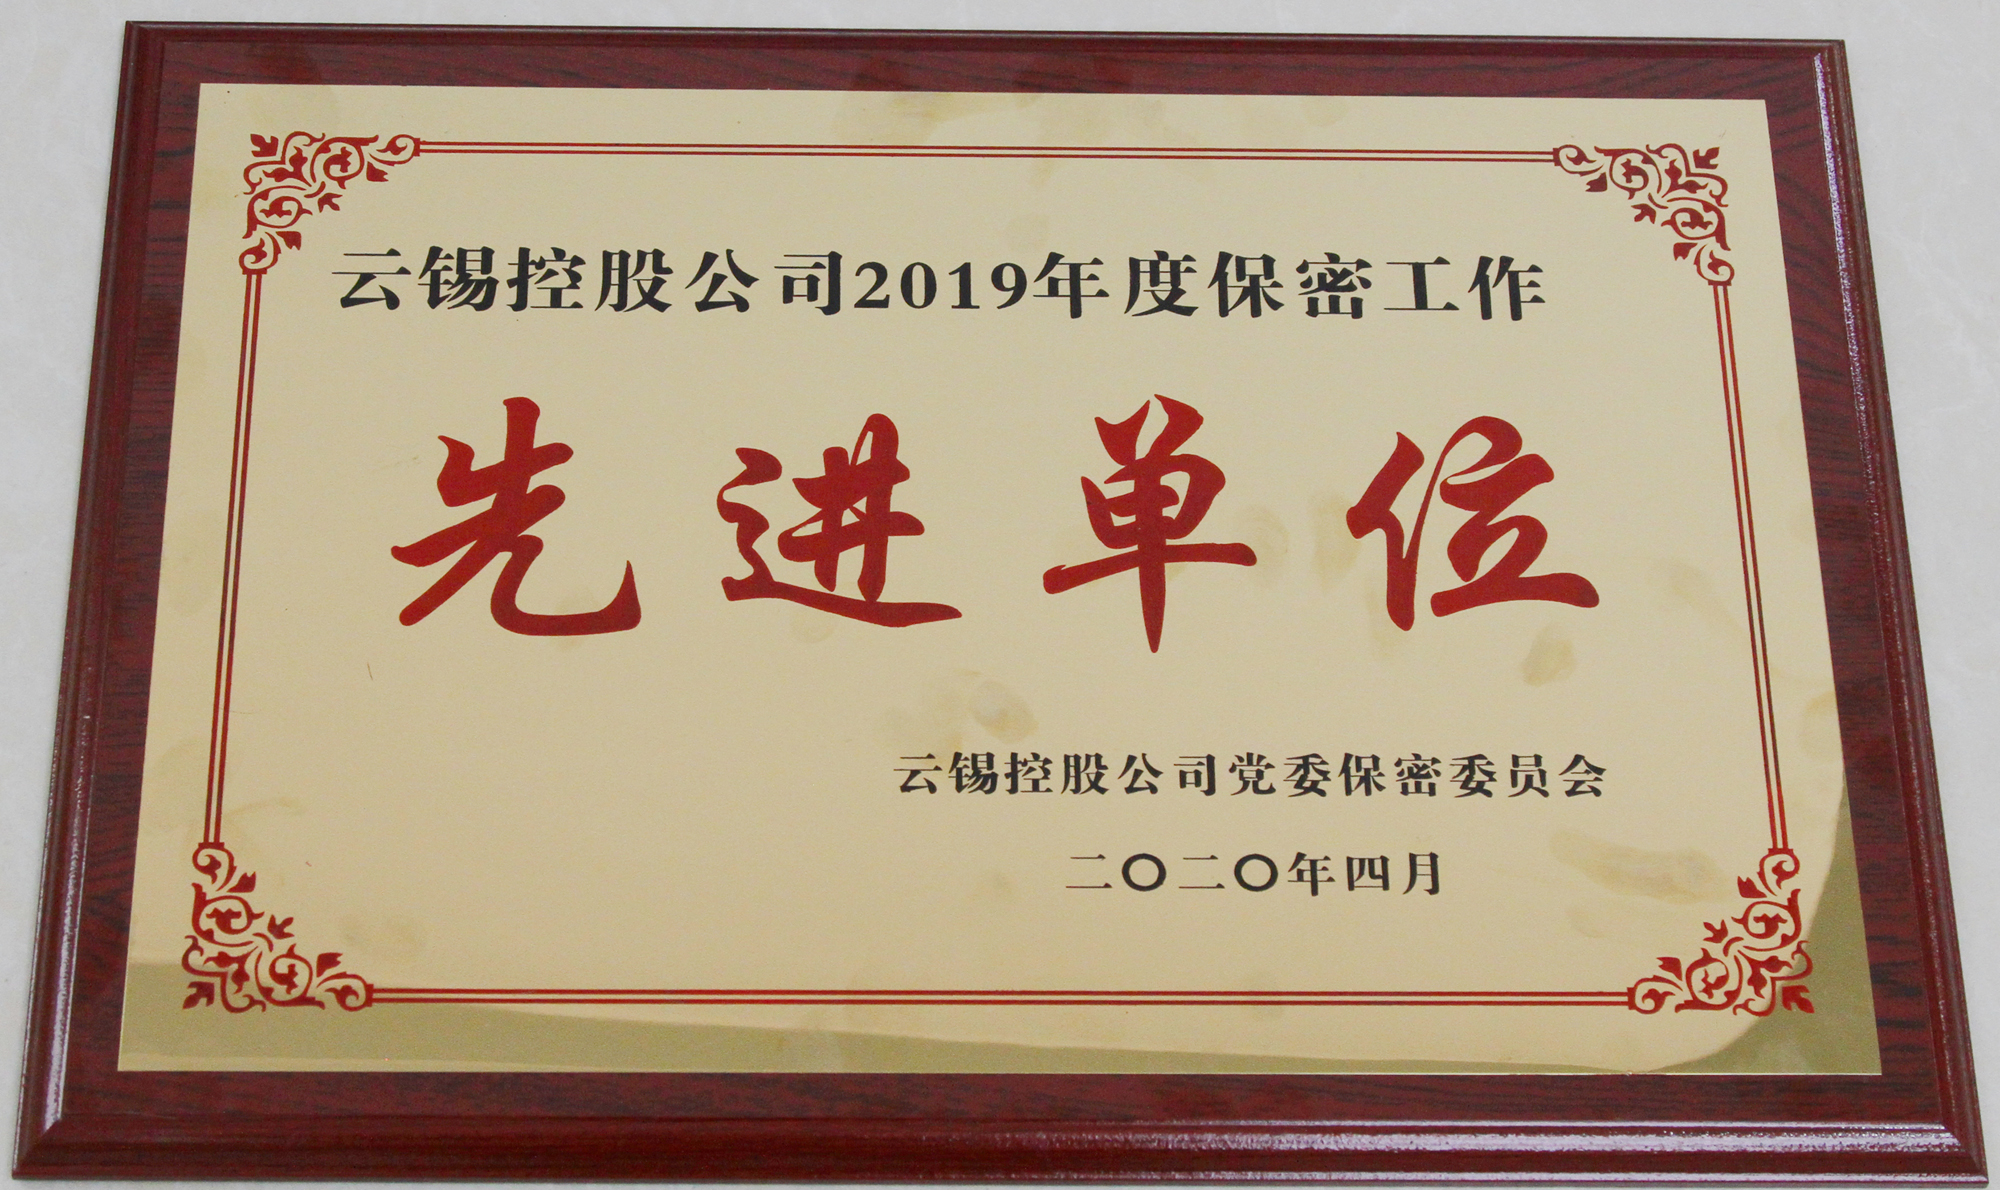 云锡控股公司2019年度保密工作
先进单位
云锡控股公司党委保密委员会
二〇二〇年四月